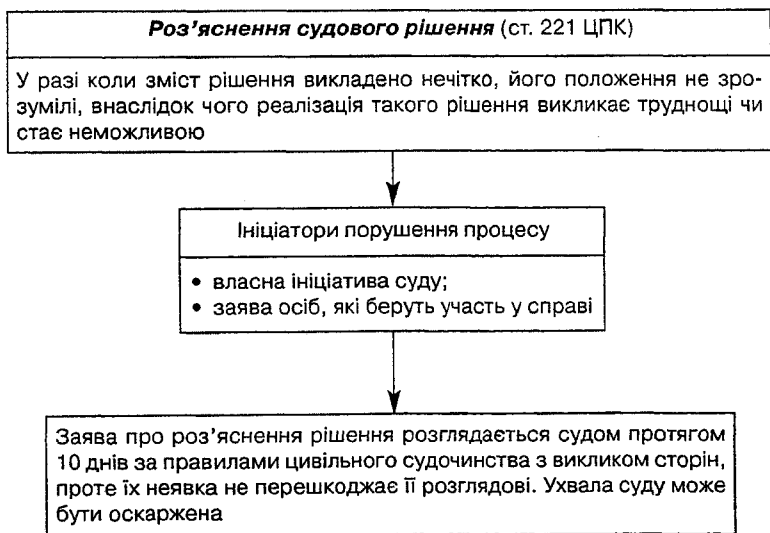 Роз'яснення судового рішення (ст. 221 ЦПК)
У разі коли зміст рішення викладено нечітко, його положення не зро-
зумілі, внаслідок чого реалізація такого рішення викликає труднощі чи
стає неможливою
Ініціатори порушення процесу
• власна ініціатива суду;
• заява осіб, які беруть участь у справі
Заява про роз'яснення рішення розглядається судом протягом
10 днів за правилами цивільного судочинства з викликом сторін,
проте їх неявка не перешкоджає її розглядові. Ухвала суду може
бути оскаржена